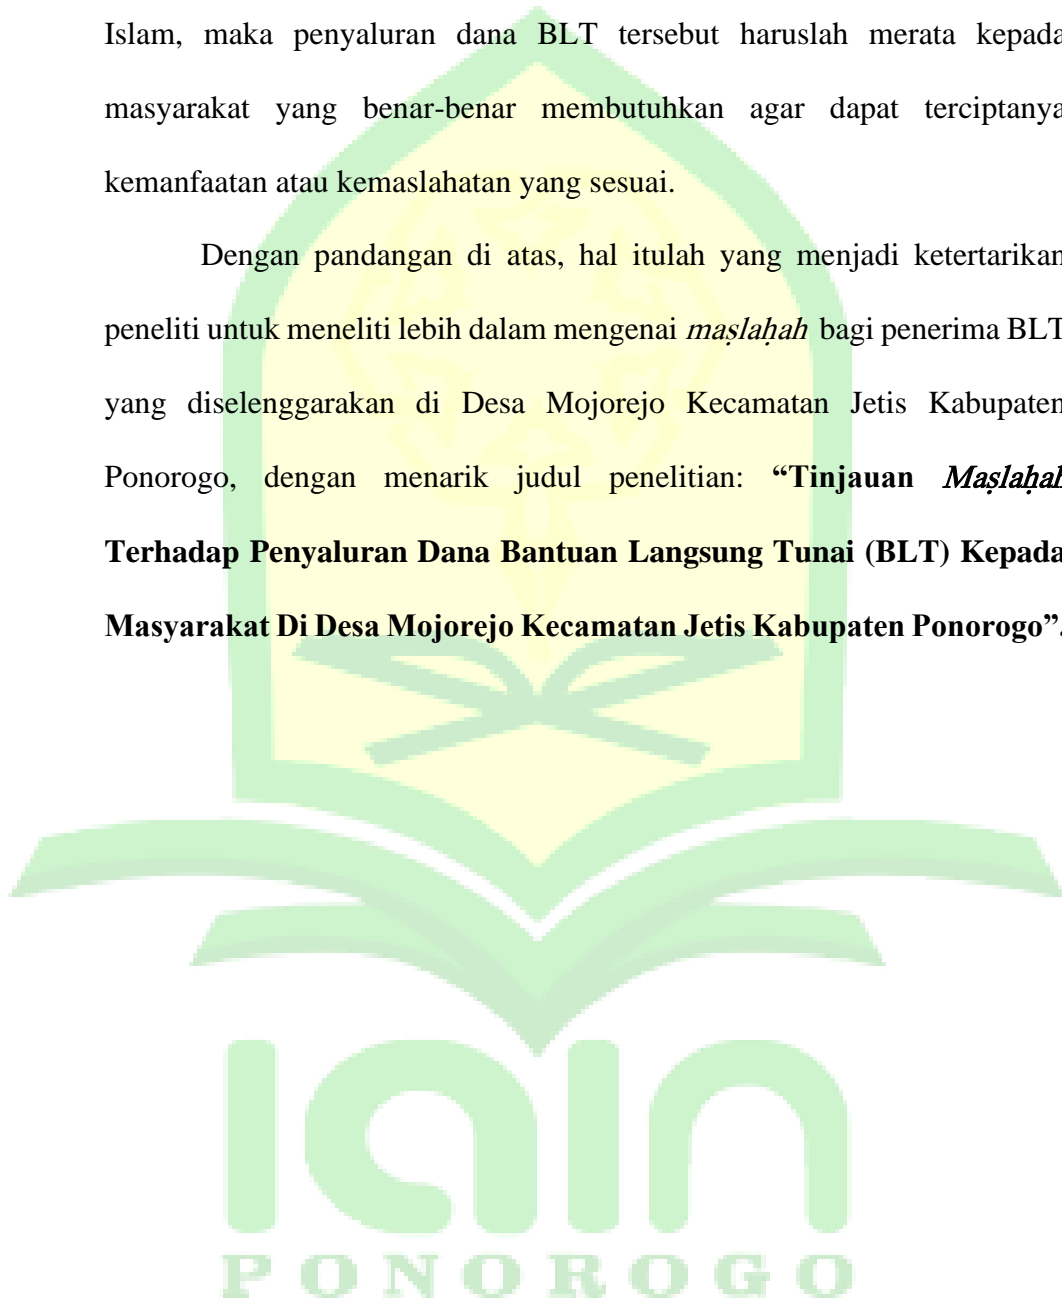 Islam, maka penyaluran dana BLT tersebut haruslah merata kepada
masyarakat yang benar-benar membutuhkan agar dapat terciptanya
kemanfaatan atau kemaslahatan yang sesuai.
Dengan pandangan di atas, hal itulah yang menjadi ketertarikan
peneliti untuk meneliti lebih dalam mengenai maṣlaḥah bagi penerima BLT
yang diselenggarakan di Desa Mojorejo Kecamatan Jetis Kabupaten
Ponorogo, dengan menarik judul penelitian: “Tinjauan Maṣlaḥah
Terhadap Penyaluran Dana Bantuan Langsung Tunai (BLT) Kepada
Masyarakat Di Desa Mojorejo Kecamatan Jetis Kabupaten Ponorogo”.
iain
PONOROGO